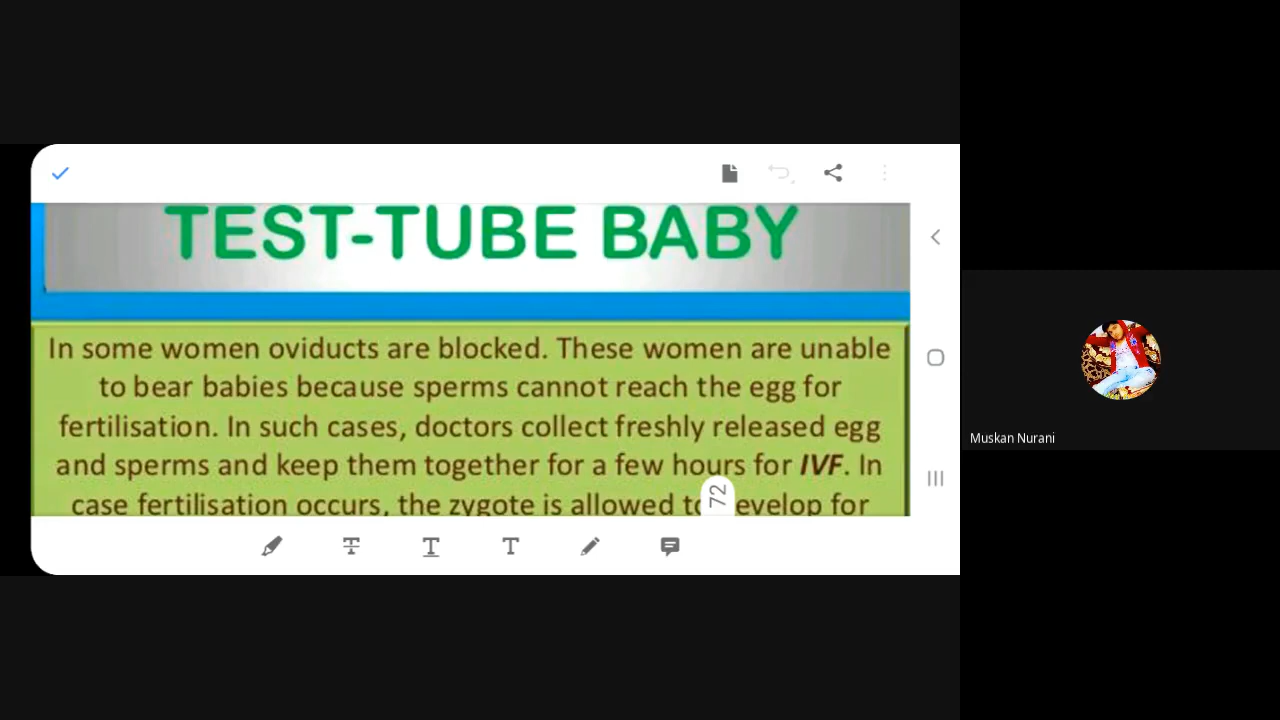 TEST-TUBE BABY
In some women oviducts are blocked. These women are unable
to bear babies because sperms cannot reach the egg for
fertilisation. In such cases, doctors collect freshly released egg
and sperms and keep them together for a few hours for IVF. In
case fertilisation occurs, the zygote is allowed to evelop for
72
Muskan Nurani